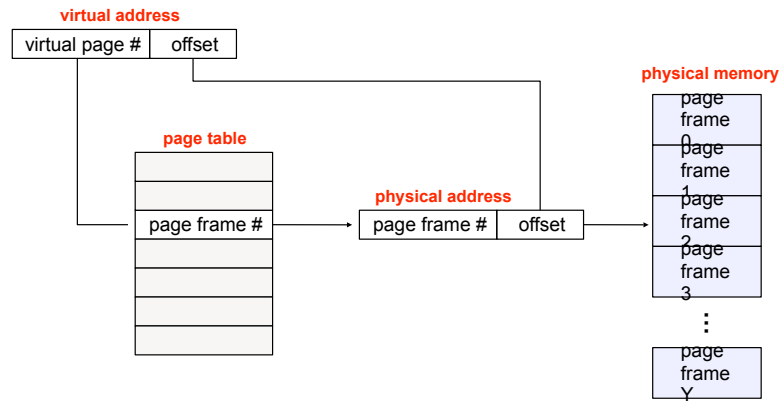 virtual address
virtual page #
offset
physical memory
page
frame
0
page
frame
1
page
frame
2
page
frame
3
⋮
page
frame
Y
page table
page frame #
physical address
page frame #
offset